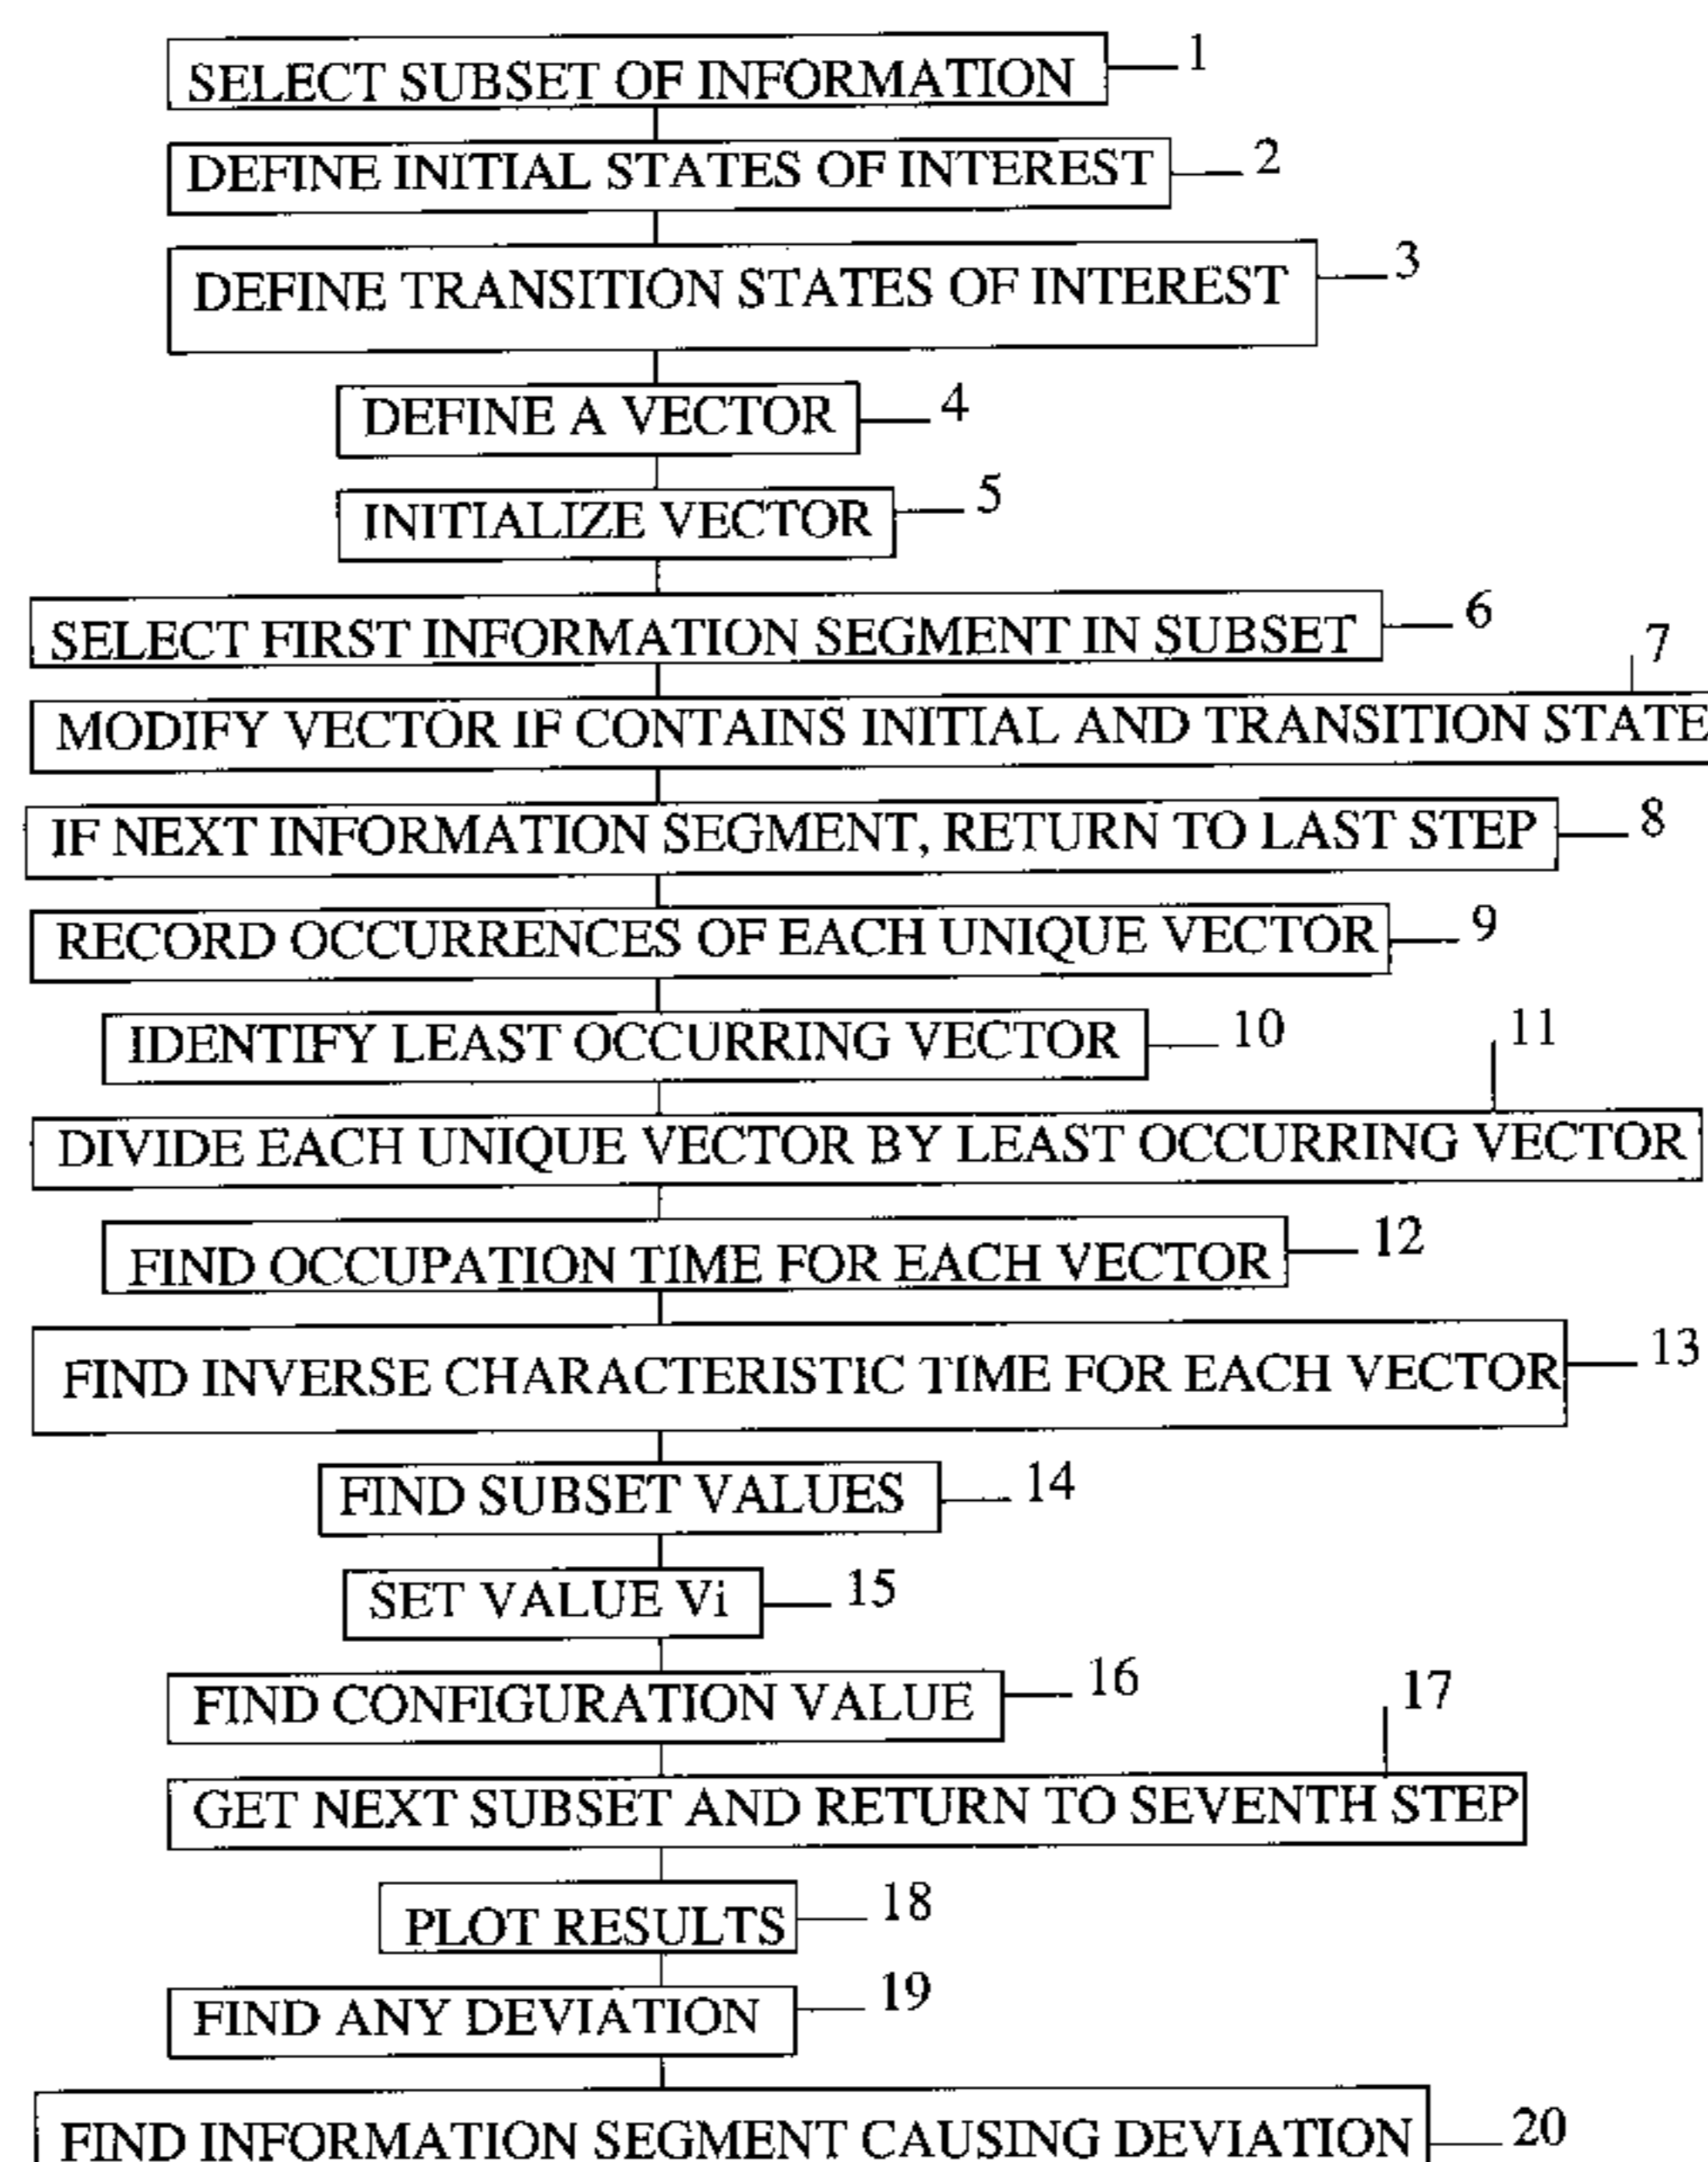 SELECT SUBSET OF INFORMATION 1
DEFINE INITIAL STATES OF INTEREST 2
DEFINE TRANSITION STATES OF INTEREST 3
DEFINE A VECTOR 4
INITIALIZE VECTOR 5
SELECT FIRST INFORMATION SEGMENT IN SUBSET 6
7
MODIFY VECTOR IF CONTAINS INITIAL AND TRANSITION STATE
IF NEXT INFORMATION SEGMENT, RETURN TO LAST STEP 8
RECORD OCCURRENCES OF EACH UNIQUE VECTOR 9
IDENTIFY LEAST OCCURRING VECTOR 10
11
DIVIDE EACH UNIQUE VECTOR BY LEAST OCCURRING VECTOR
FIND OCCUPATION TIME FOR EACH VECTOR 12
FIND INVERSE CHARACTERISTIC TIME FOR EACH VECTOR 13
FIND SUBSET VALUES 14
SET VALUE Vi 15
FIND CONFIGURATION VALUE 16
17
GET NEXT SUBSET AND RETURN TO SEVENTH STEP
PLOT RESULTS 18
FIND ANY DEVIATION 19
FIND INFORMATION SEGMENT CAUSING DEVIATION 20